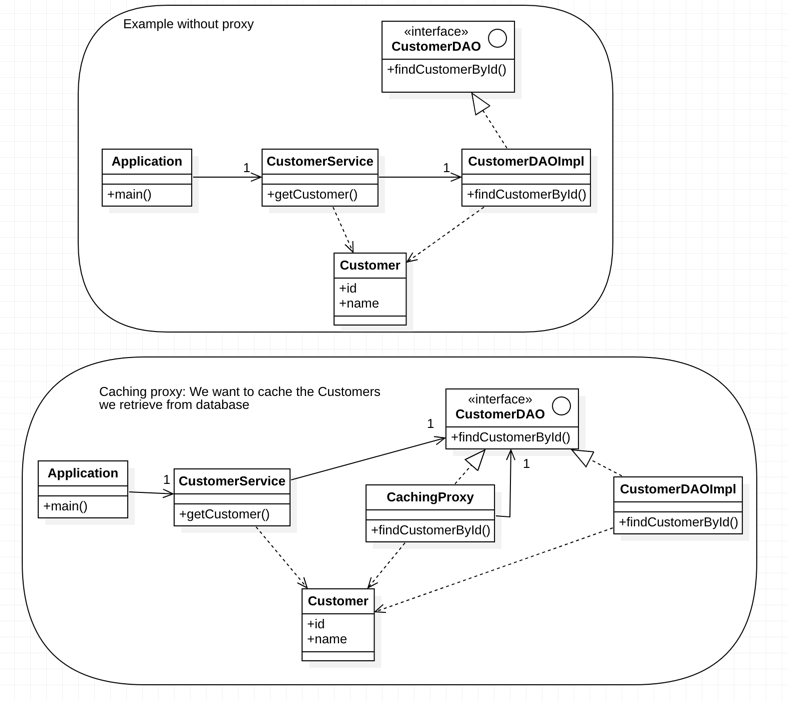 Example without proxy
«interface»
CustomerDAO
+findCustomerById()
Application
+main()
1
CustomerService
+getCustomer()
1
CustomerDAOImpl
+findCustomerById()
Customer
+id
+name
Caching proxy: We want to cache the Customers
we retrieve from database
«interface»
CustomerDAO
+findCustomerById()
1
1
Application
+main()
1
CustomerService
+getCustomer()
CachingProxy
+findCustomerById()
CustomerDAOImpl
+findCustomerById()
Customer
+id
+name